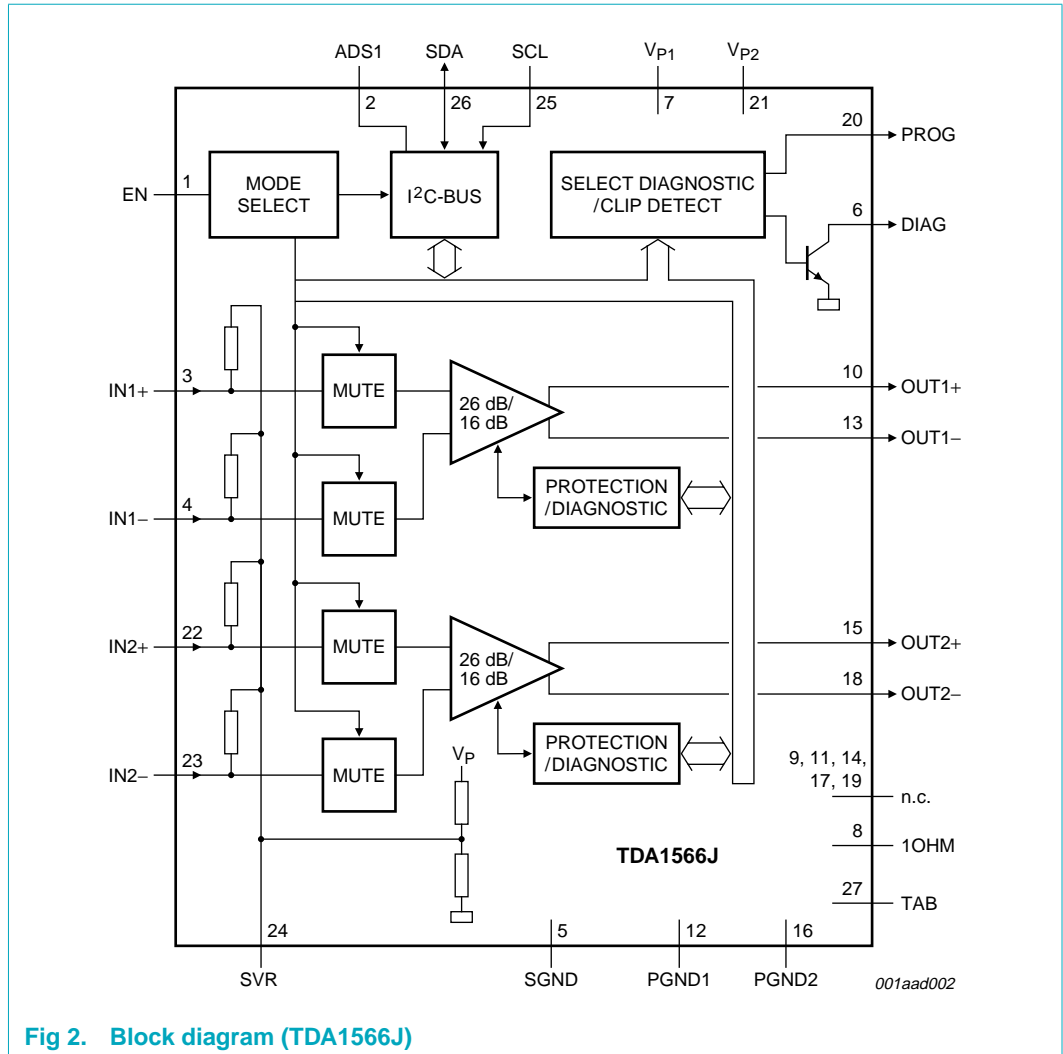 ADS1 SDA SCL VP1 VP2
2 26 25 7 21
20 PROG
1
EN
MODE
SELECT
I2C-BUS
SELECT DIAGNOSTIC
/CLIP DETECT
6
DIAG
3
IN1+
MUTE
26 dB/
16 dB
10
OUT1+
13
OUT1−
4
IN1−
MUTE
PROTECTION
/DIAGNOSTIC
22
IN2+
MUTE
26 dB/
16 dB
15
OUT2+
18
OUT2−
23
IN2−
MUTE
VP
PROTECTION
/DIAGNOSTIC
9, 11, 14,
17, 19
n.c.
8
1OHM
TDA1566J
27
TAB
24 5 12 16
SVR SGND PGND1 PGND2
001aad002
Fig 2. Block diagram (TDA1566J)